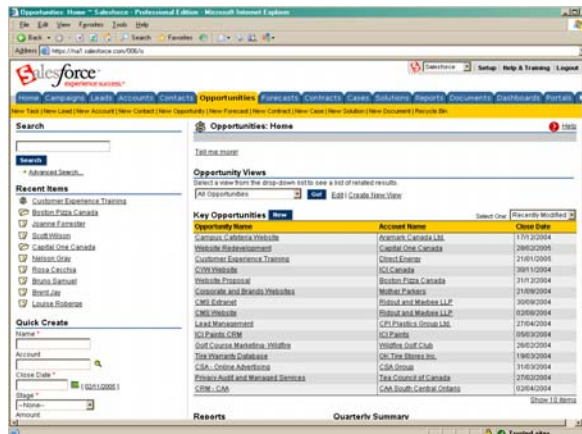 Opportunities: Home ~ Salesforce - Professional Edition - Microsoft Internet Explorer
File Edit View Favorites Tools Help
Back Search Favorites
Address https://na1.salesforce.com/006/o
salesforce
experience success.
Salesforce Setup Help & Training Logout
Home Campaigns Leads Accounts Contacts Opportunities Forecasts Contracts Cases Solutions Reports Documents Dashboards Portals
New Task | New Lead | New Account | New Contact | New Opportunity | New Forecast | New Contract | New Case | New Solution | New Document | Recycle Bin
Search
Search
Advanced Search...
Recent Items
Customer Experience Training
Boston Pizza Canada
Joanne Forrester
Scott Wilson
Capital One Canada
Nelson Gray
Rosa Cecchia
Bruno Samuel
Brent Jay
Louise Roberge
Quick Create
Name *
Account
Close Date *
[ 02/11/2005 ]
Stage *
--None--
Amount
Opportunities: Home
Help
Tell me more!
Opportunity Views
Select a view from the drop-down list to see a list of related results.
All Opportunities Go! Edit | Create New View
Key Opportunities New Select One: Recently Modified
Opportunity Name Account Name Close Date
Campus Cafeteria Website Aramark Canada Ltd. 17/12/2004
Website Redevelopment Capital One Canada 28/02/2005
Customer Experience Training Direct Energy 21/01/2005
CYW Website ICI Canada 30/11/2004
Website Proposal Boston Pizza Canada 31/12/2004
Corporate and Brands Websites Mother Parkers 21/09/2004
CMS Extranet Ridout and Maybee LLP 30/09/2004
CMS Website Ridout and Maybee LLP 02/08/2004
Lead Management CPI Plastics Group Ltd. 27/04/2004
ICI Paints CRM ICI Paints 05/03/2004
Golf Course Marketing: Wildfire Wildfire Golf Club 26/02/2004
Tire Warranty Database OK Tire Stores Inc. 19/03/2004
CSA - Online Advertising CSA Group 31/03/2004
Privacy Audit and Managed Services Tea Council of Canada 27/02/2004
CRM - CAA CAA South Central Ontario 02/04/2004
Show 10 items
Reports Quarterly Summary
Trusted sites